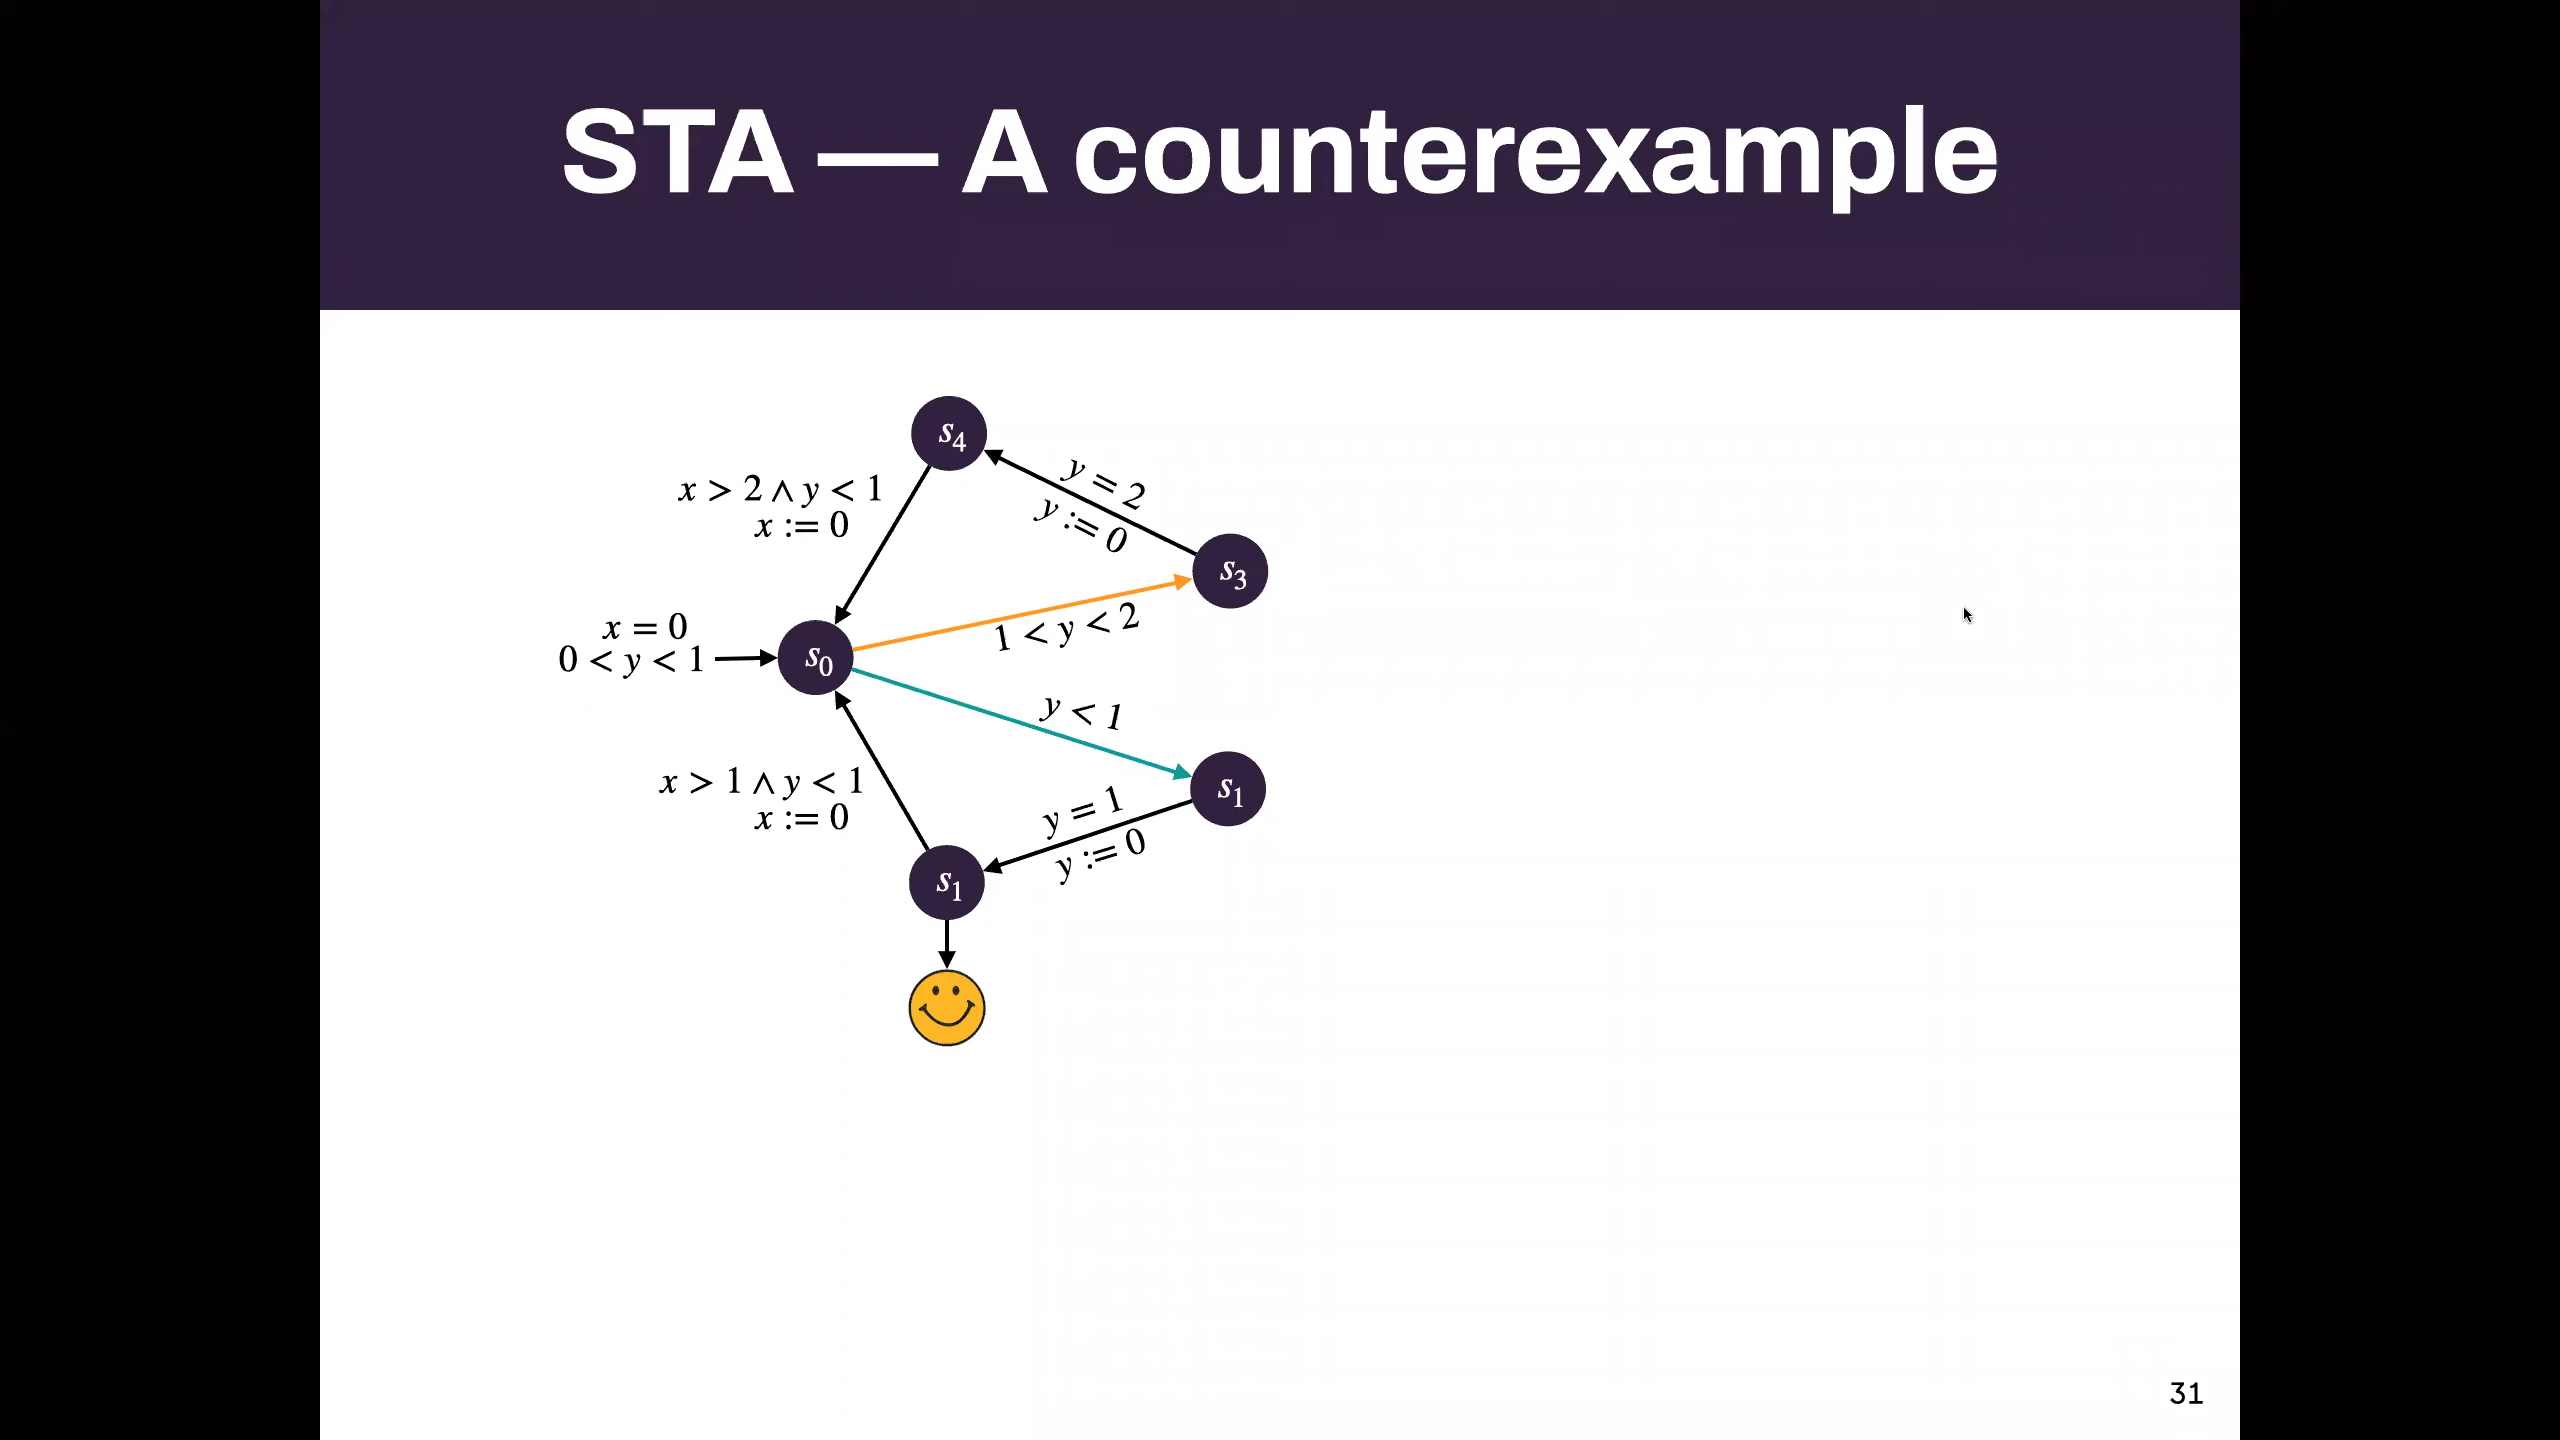 STA — A counterexample
s4
y = 2
y := 0
x > 2 ∧ y < 1
x := 0
s3
1 < y < 2
x = 0
0 < y < 1
s0
y < 1
x > 1 ∧ y < 1
x := 0
s1
y = 1
y := 0
s1
31